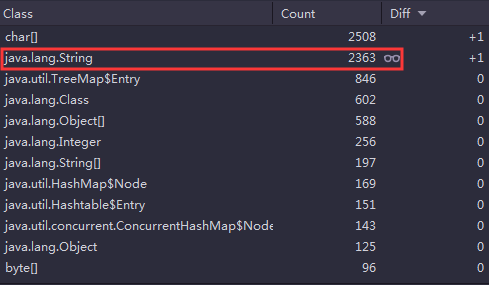 Class Count Diff
char[] 2508 +1
java.lang.String 2363 +1
java.util.TreeMap$Entry 846 0
java.lang.Class 602 0
java.lang.Object[] 588 0
java.lang.Integer 256 0
java.lang.String[] 197 0
java.util.HashMap$Node 169 0
java.util.Hashtable$Entry 151 0
java.util.concurrent.ConcurrentHashMap$Node 143 0
java.lang.Object 125 0
byte[] 96 0